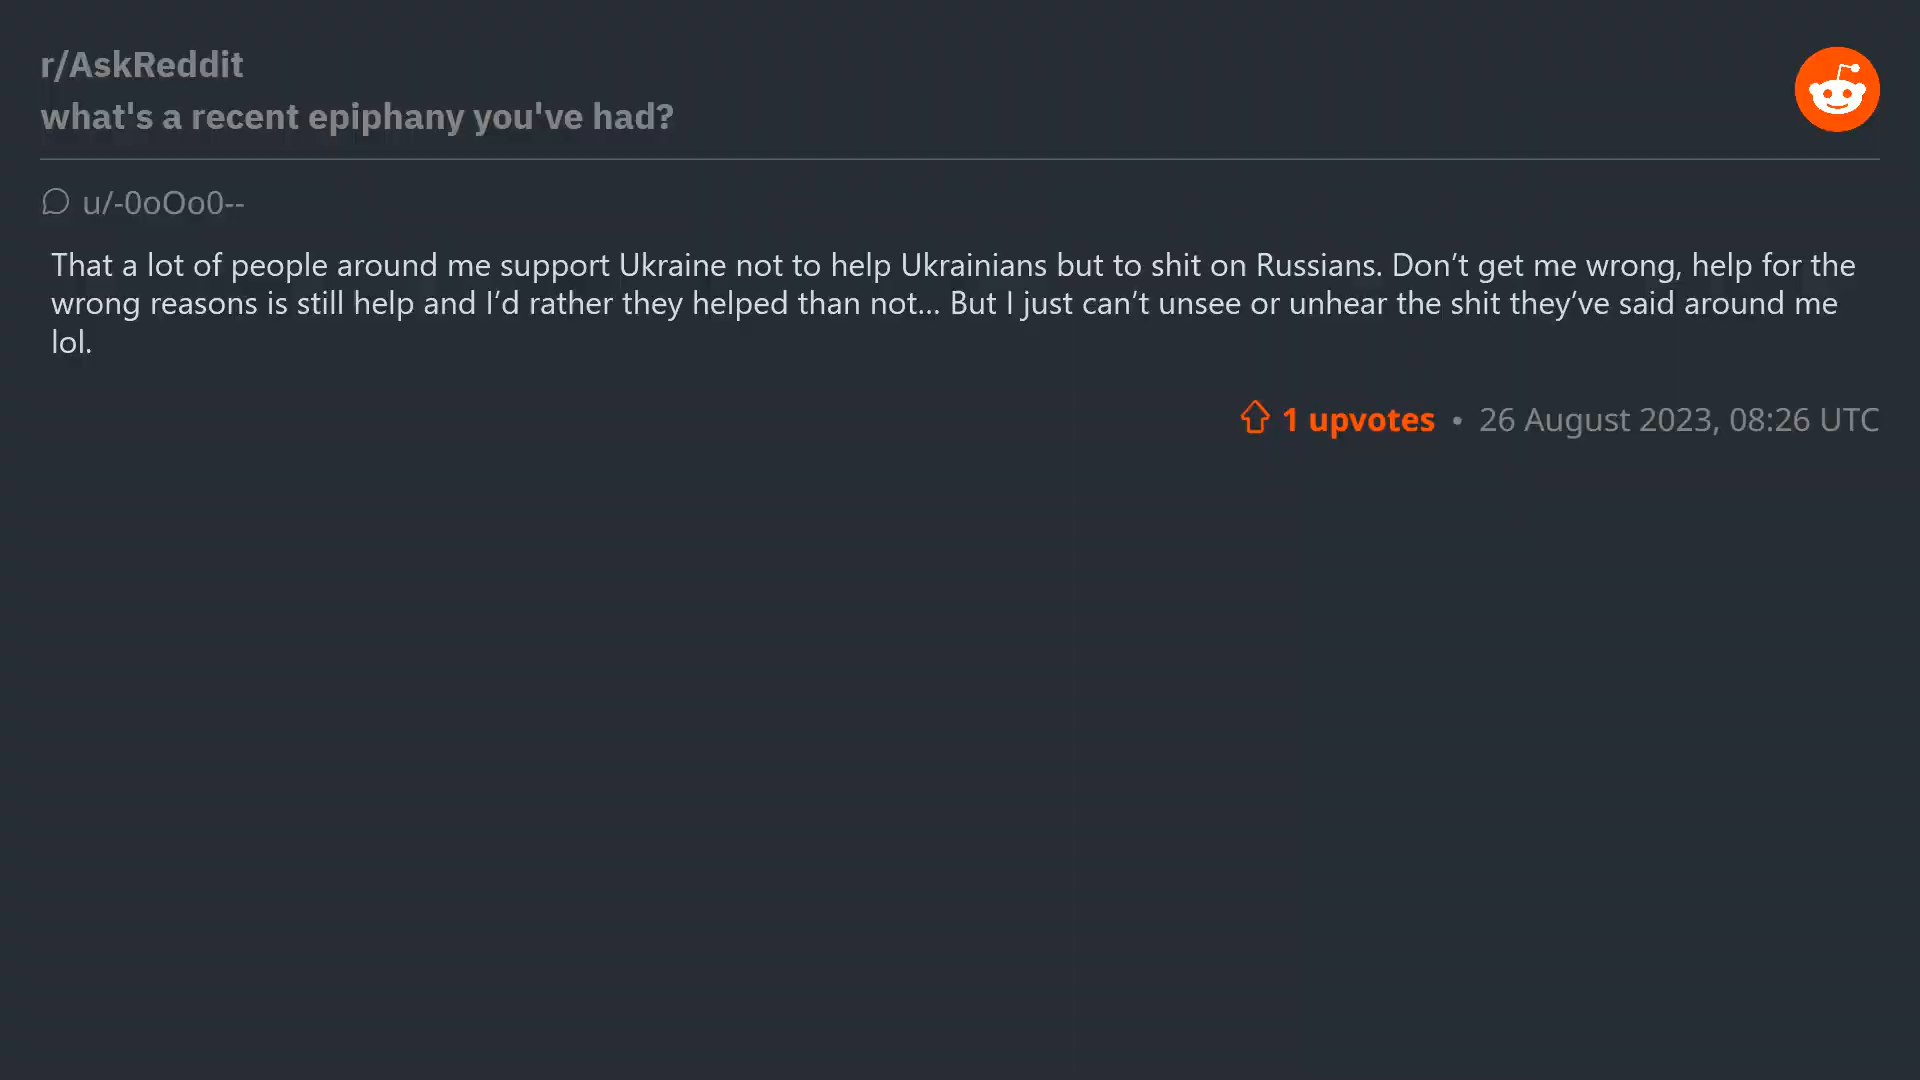 r/AskReddit
what's a recent epiphany you've had?
u/-0oOo0--
That a lot of people around me support Ukraine not to help Ukrainians but to shit on Russians. Don’t get me wrong, help for the
wrong reasons is still help and I’d rather they helped than not... But I just can’t unsee or unhear the shit they’ve said around me
lol.
1 upvotes • 26 August 2023, 08:26 UTC